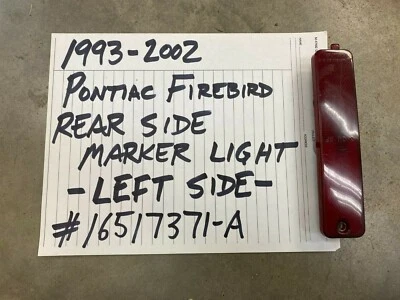 1993-2002
PONTIAC FIREBIRD
REAR SIDE
MARKER LIGHT
-LEFT SIDE-
#16517371-A